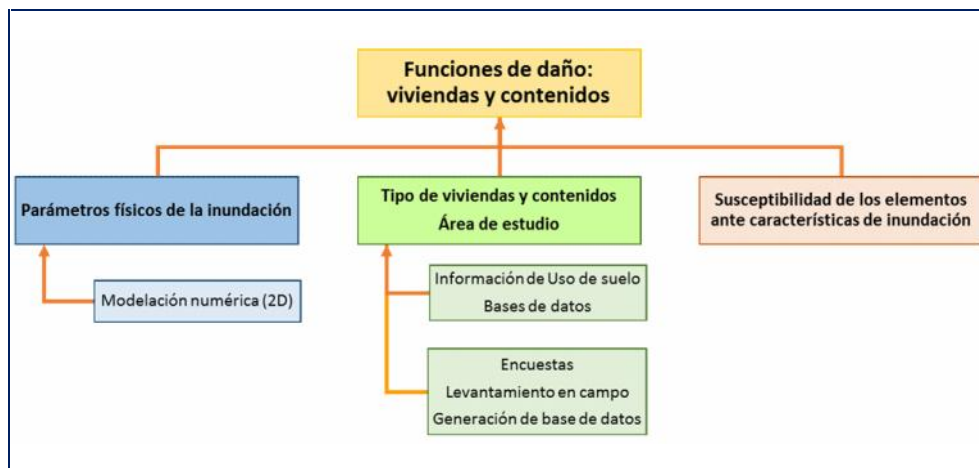 Funciones de daño:
viviendas y contenidos
Parámetros físicos de la inundación
Tipo de viviendas y contenidos
Área de estudio
Susceptibilidad de los elementos
ante características de inundación
Modelación numérica (2D)
Información de Uso de suelo
Bases de datos
Encuestas
Levantamiento en campo
Generación de base de datos